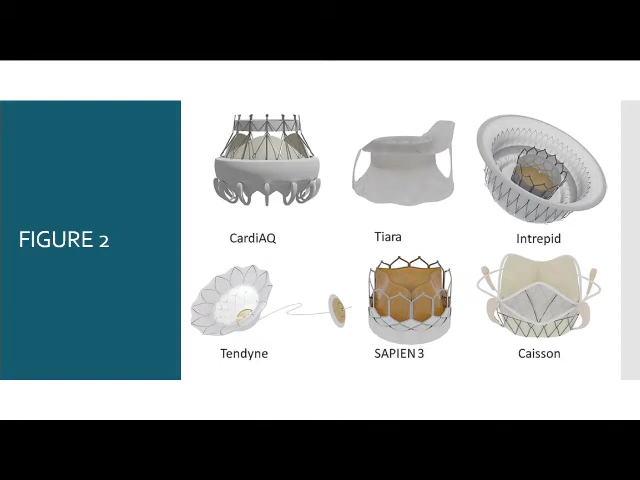 FIGURE 2
CardiAQ
Tiara
Intrepid
Tendyne
SAPIEN 3
Caisson